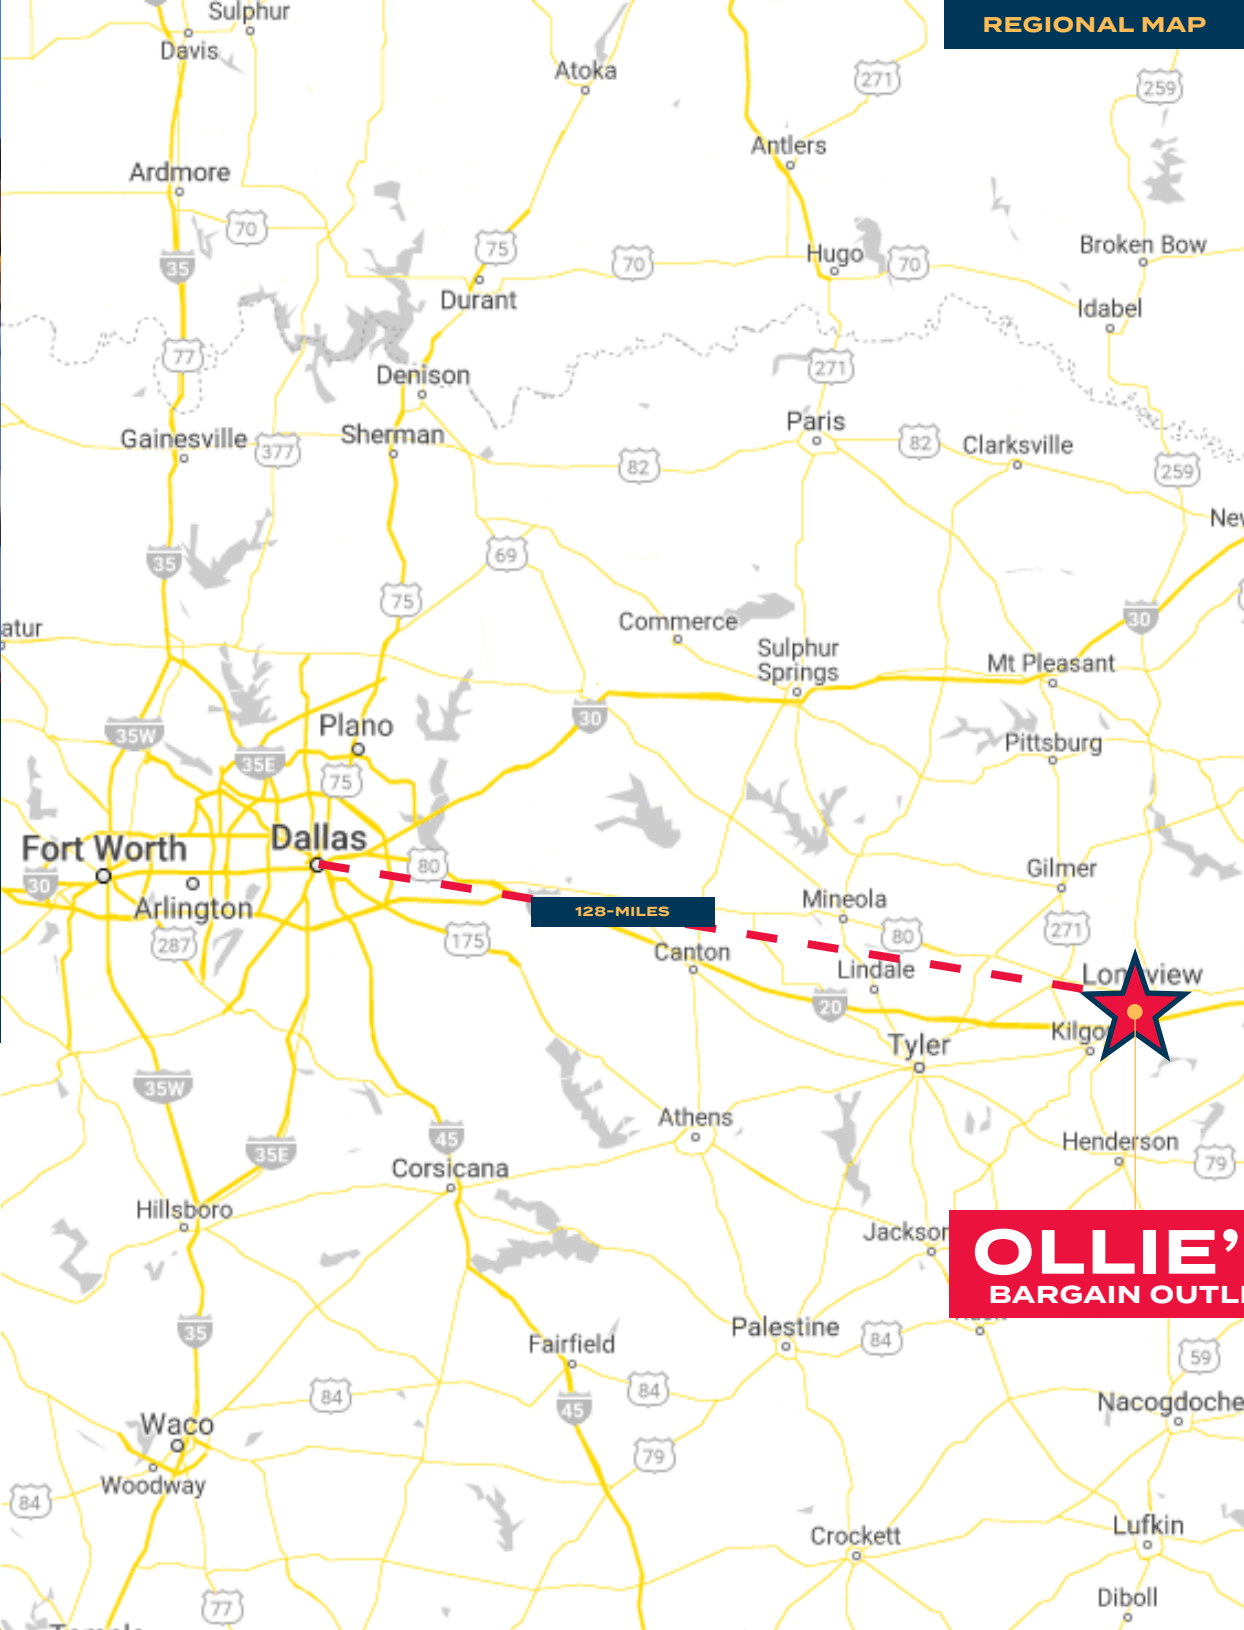 REGIONAL MAP
Sulphur
Davis
Atoka
271
259
Antlers
Ardmore
70
75
70
Hugo
70
Broken Bow
35
Durant
Idabel
77
271
Denison
Paris
Gainesville
377
Sherman
82
82
Clarksville
259
New
35
69
75
30
atur
Commerce
Sulphur
Springs
Mt Pleasant
35W
Plano
30
Pittsburg
35E
75
Fort Worth
Dallas
80
Gilmer
30
Arlington
128-MILES
Mineola
287
175
80
271
Canton
Lindale
Longview
20
Kilgo
Tyler
35W
Athens
45
35E
Corsicana
Henderson
79
Hillsboro
Jackson
OLLIE'
BARGAIN OUTL
35
Palestine
84
Fairfield
59
84
84
45
Nacogdoche
Waco
79
Woodway
84
Crockett
Lufkin
77
Diboll